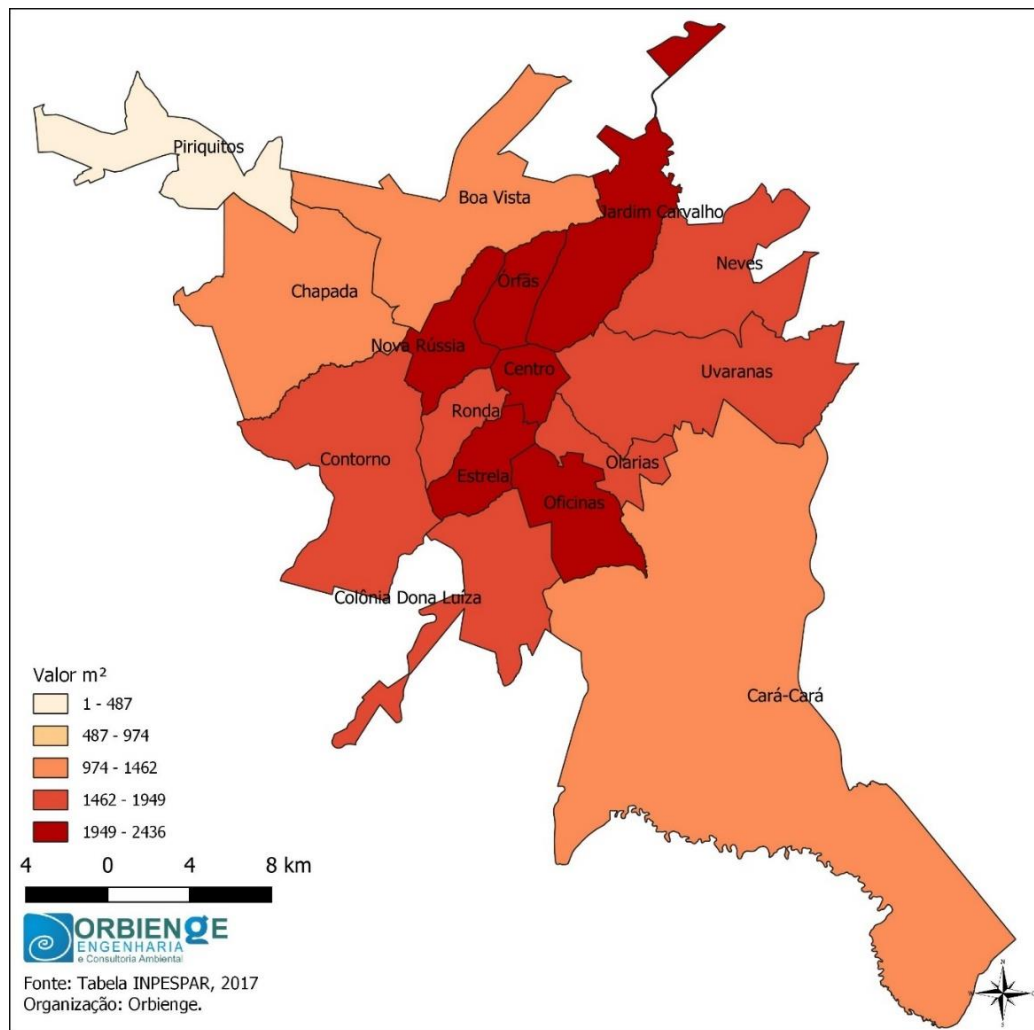 Piriquitos
Boa Vista
Jardim Carvalho
Neves
Órfãs
Chapada
Nova Rússia
Centro
Uvaranas
Ronda
Contorno
Olarias
Estrela
Oficinas
Colônia Dona Luíza
Cará-Cará
Valor m²
1 - 487
487 - 974
974 - 1462
1462 - 1949
1949 - 2436
4 0 4 8 km
ORBIENGE
ENGENHARIA
e Consultoria Ambiental
Fonte: Tabela INPESPAR, 2017
Organização: Orbienge.
N